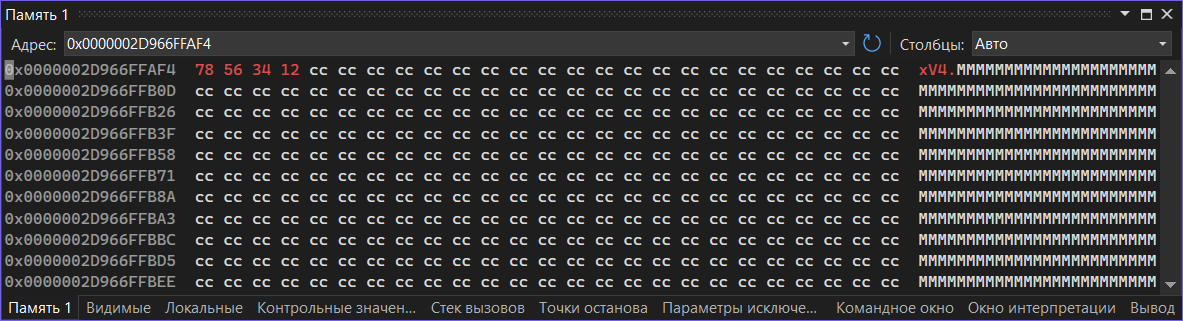 Память 1
Адрес: 0x0000002D966FFAF4 Столбцы: Авто
0x0000002D966FFAF4 78 56 34 12 cc cc cc cc cc cc cc cc cc cc cc cc cc cc cc cc cc cc cc cc cc xV4.МММММММММММММММММММММ
0x0000002D966FFB0D cc cc cc cc cc cc cc cc cc cc cc cc cc cc cc cc cc cc cc cc cc cc cc cc cc МММММММММММММММММММММММММ
0x0000002D966FFB26 cc cc cc cc cc cc cc cc cc cc cc cc cc cc cc cc cc cc cc cc cc cc cc cc cc МММММММММММММММММММММММММ
0x0000002D966FFB3F cc cc cc cc cc cc cc cc cc cc cc cc cc cc cc cc cc cc cc cc cc cc cc cc cc МММММММММММММММММММММММММ
0x0000002D966FFB58 cc cc cc cc cc cc cc cc cc cc cc cc cc cc cc cc cc cc cc cc cc cc cc cc cc МММММММММММММММММММММММММ
0x0000002D966FFB71 cc cc cc cc cc cc cc cc cc cc cc cc cc cc cc cc cc cc cc cc cc cc cc cc cc МММММММММММММММММММММММММ
0x0000002D966FFB8A cc cc cc cc cc cc cc cc cc cc cc cc cc cc cc cc cc cc cc cc cc cc cc cc cc МММММММММММММММММММММММММ
0x0000002D966FFBA3 cc cc cc cc cc cc cc cc cc cc cc cc cc cc cc cc cc cc cc cc cc cc cc cc cc МММММММММММММММММММММММММ
0x0000002D966FFBBC cc cc cc cc cc cc cc cc cc cc cc cc cc cc cc cc cc cc cc cc cc cc cc cc cc МММММММММММММММММММММММММ
0x0000002D966FFBD5 cc cc cc cc cc cc cc cc cc cc cc cc cc cc cc cc cc cc cc cc cc cc cc cc cc МММММММММММММММММММММММММ
0x0000002D966FFBEE cc cc cc cc cc cc cc cc cc cc cc cc cc cc cc cc cc cc cc cc cc cc cc cc cc МММММММММММММММММММММММММ
Память 1 Видимые Локальные Контрольные значен... Стек вызовов Точки останова Параметры исключе... Командное окно Окно интерпретации Вывод